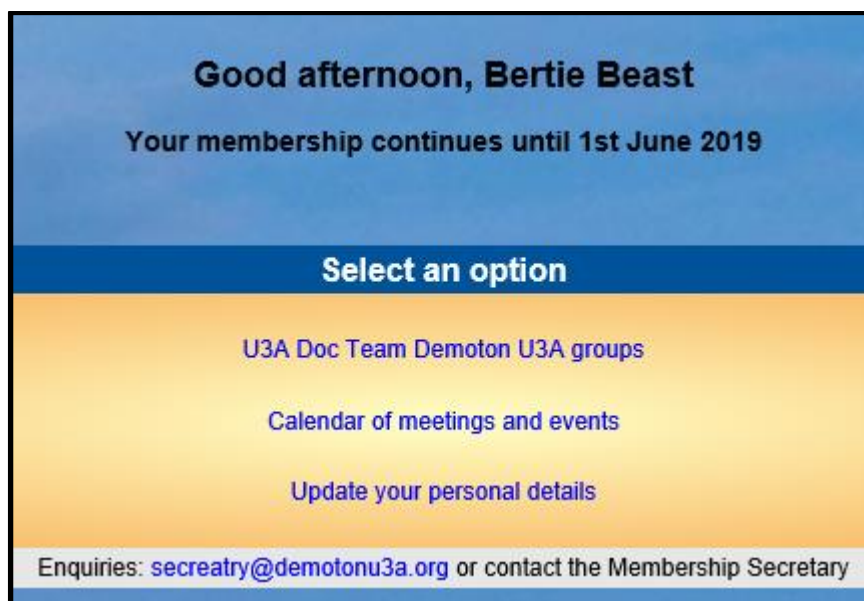 Good afternoon, Bertie Beast
Your membership continues until 1st June 2019
Select an option
U3A Doc Team Demoton U3A groups
Calendar of meetings and events
Update your personal details
Enquiries: secreatry@demotonu3a.org or contact the Membership Secretary